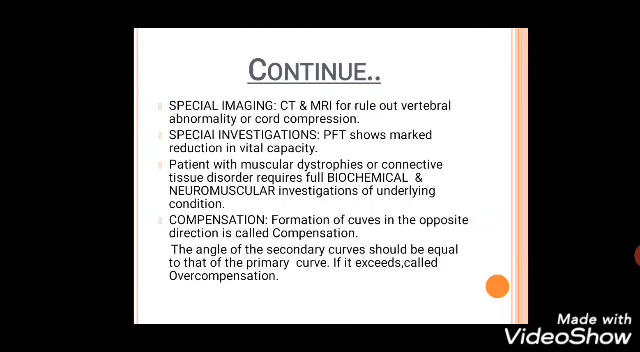 CONTINUE..
SPECIAL IMAGING: CT & MRI for rule out vertebral
abnormality or cord compression.
SPECIAI INVESTIGATIONS: PFT shows marked
reduction in vital capacity.
Patient with muscular dystrophies or connective
tissue disorder requires full BIOCHEMICAL &
NEUROMUSCULAR investigations of underlying
condition.
COMPENSATION: Formation of cuves in the opposite
direction is called Compensation.
The angle of the secondary curves should be equal
to that of the primary curve. If it exceeds,called
Overcompensation.
Made with
VideoShow